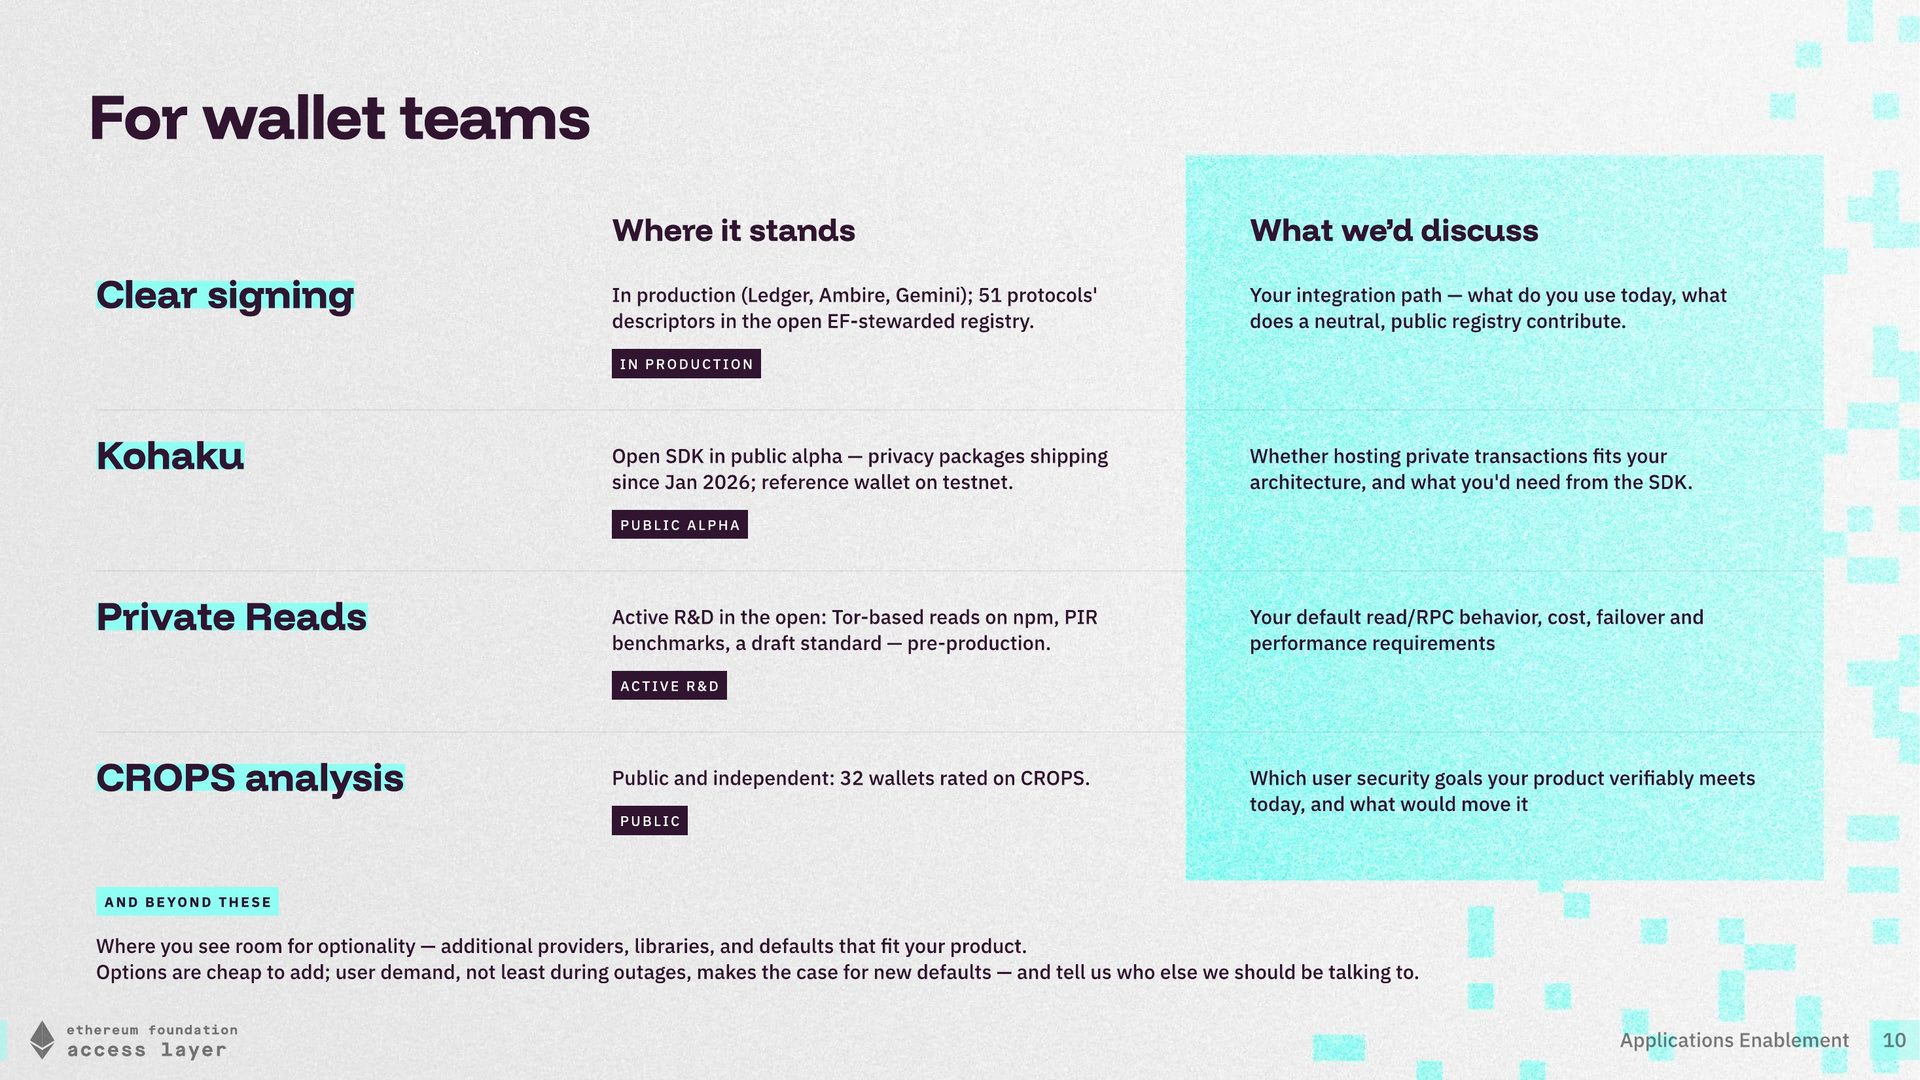 For wallet teams
Where it stands
What we’d discuss
Clear signing
In production (Ledger, Ambire, Gemini); 51 protocols'
descriptors in the open EF-stewarded registry.
IN PRODUCTION
Your integration path — what do you use today, what
does a neutral, public registry contribute.
Kohaku
Open SDK in public alpha — privacy packages shipping
since Jan 2026; reference wallet on testnet.
PUBLIC ALPHA
Whether hosting private transactions fits your
architecture, and what you'd need from the SDK.
Private Reads
Active R&D in the open: Tor-based reads on npm, PIR
benchmarks, a draft standard — pre-production.
ACTIVE R&D
Your default read/RPC behavior, cost, failover and
performance requirements
CROPS analysis
Public and independent: 32 wallets rated on CROPS.
PUBLIC
Which user security goals your product verifiably meets
today, and what would move it
AND BEYOND THESE
Where you see room for optionality — additional providers, libraries, and defaults that fit your product.
Options are cheap to add; user demand, not least during outages, makes the case for new defaults — and tell us who else we should be talking to.
ethereum foundation
access layer
Applications Enablement 10